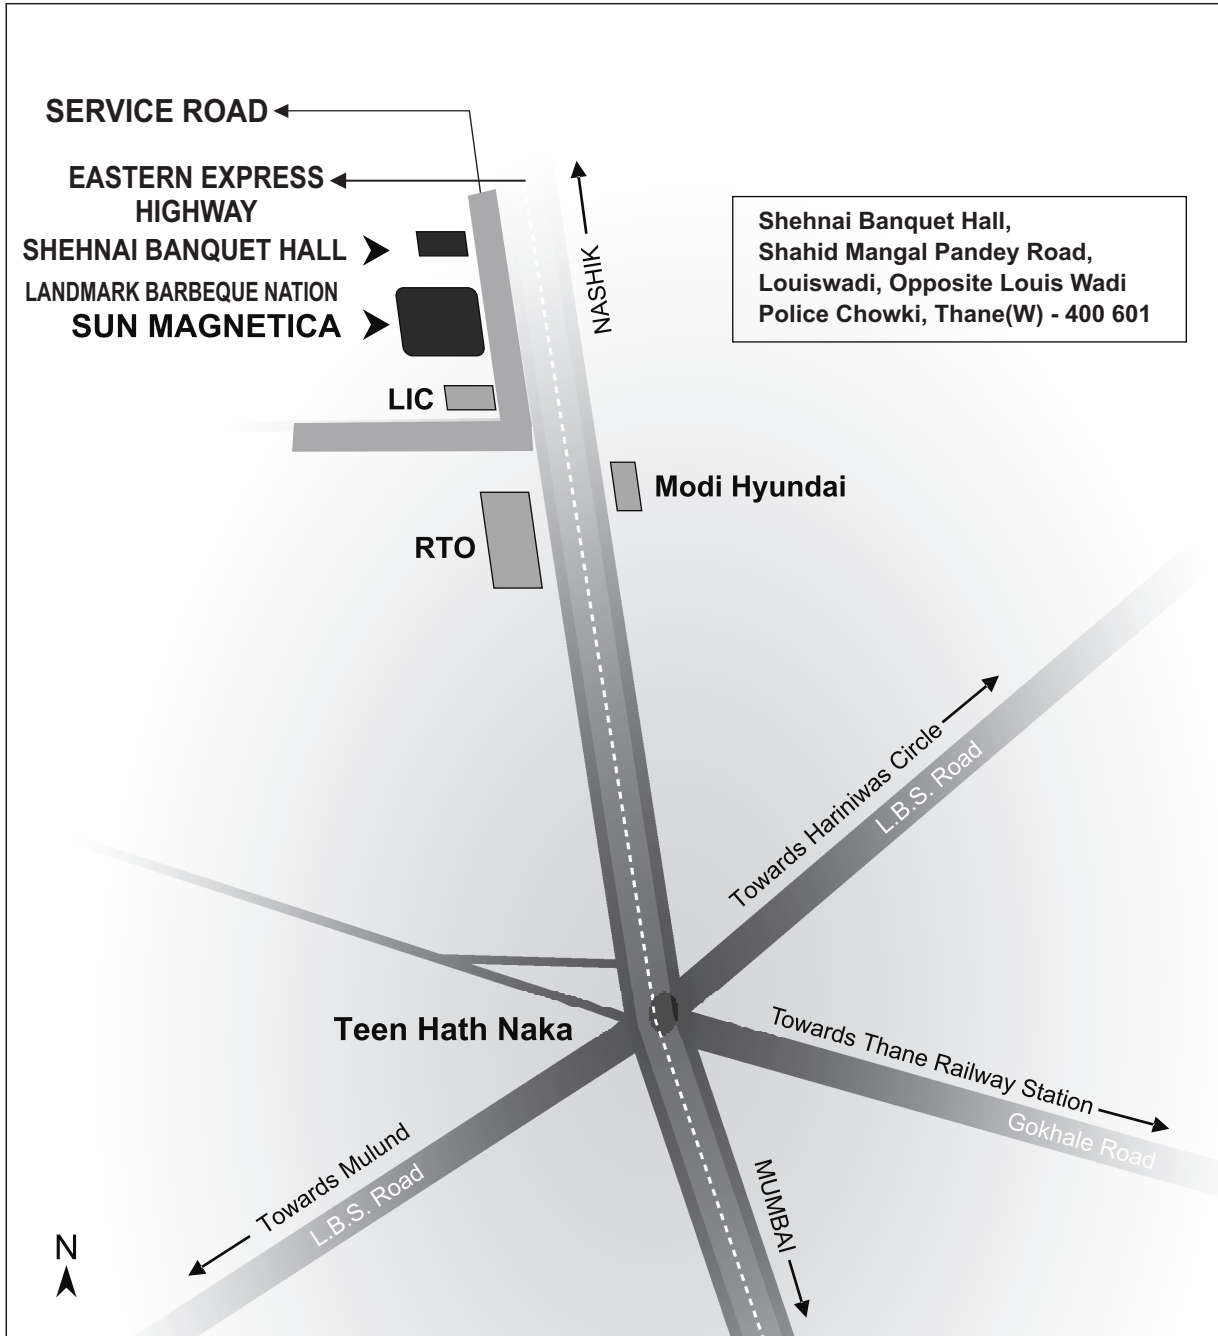 SERVICE ROAD
EASTERN EXPRESS
HIGHWAY
SHEHNAI BANQUET HALL
LANDMARK BARBEQUE NATION
SUN MAGNETICA
LIC
NASHIK
Shehnai Banquet Hall,
Shahid Mangal Pandey Road,
Louiswadi, Opposite Louis Wadi
Police Chowki, Thane(W) - 400 601
Modi Hyundai
RTO
Towards Hariniwas Circle
L.B.S. Road
Teen Hath Naka
Towards Thane Railway Station
Gokhale Road
Towards Mulund
L.B.S. Road
MUMBAI
N